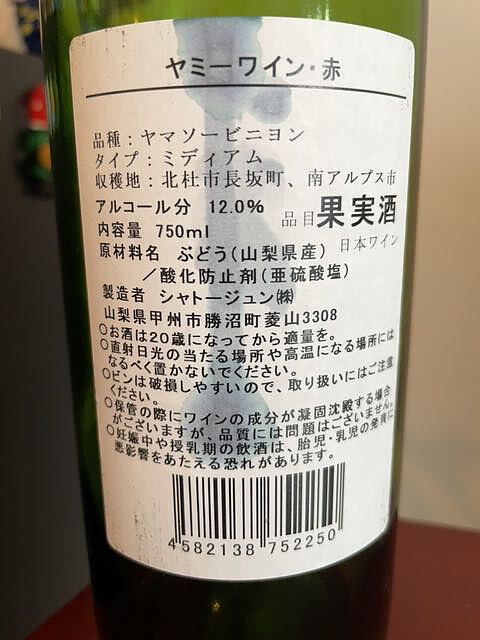 ヤミーワイン・赤
品種：ヤマソービニヨン
タイプ：ミディアム
収穫地：北杜市長坂町、南アルプス市
アルコール分 12.0% 品目果実酒
内容量 750ml
原材料名 ぶどう(山梨県産) 日本ワイン
／酸化防止剤(亜硫酸塩)
製造者 シャトージュン㈱
山梨県甲州市勝沼町菱山3308
○お酒は20歳になってから適量を。
○直射日光の当たる場所や高温になる場所には
なるべく置かないでください。
○ビンは破損しやすいので、取り扱いにはご注意
ください。
○保管の際にワインの成分が凝固沈殿する場合
がございますが、品質には問題はございません。
○妊娠中や授乳期の飲酒は、胎児・乳児の発育に
悪影響をあたえる恐れがあります。
4582138752250